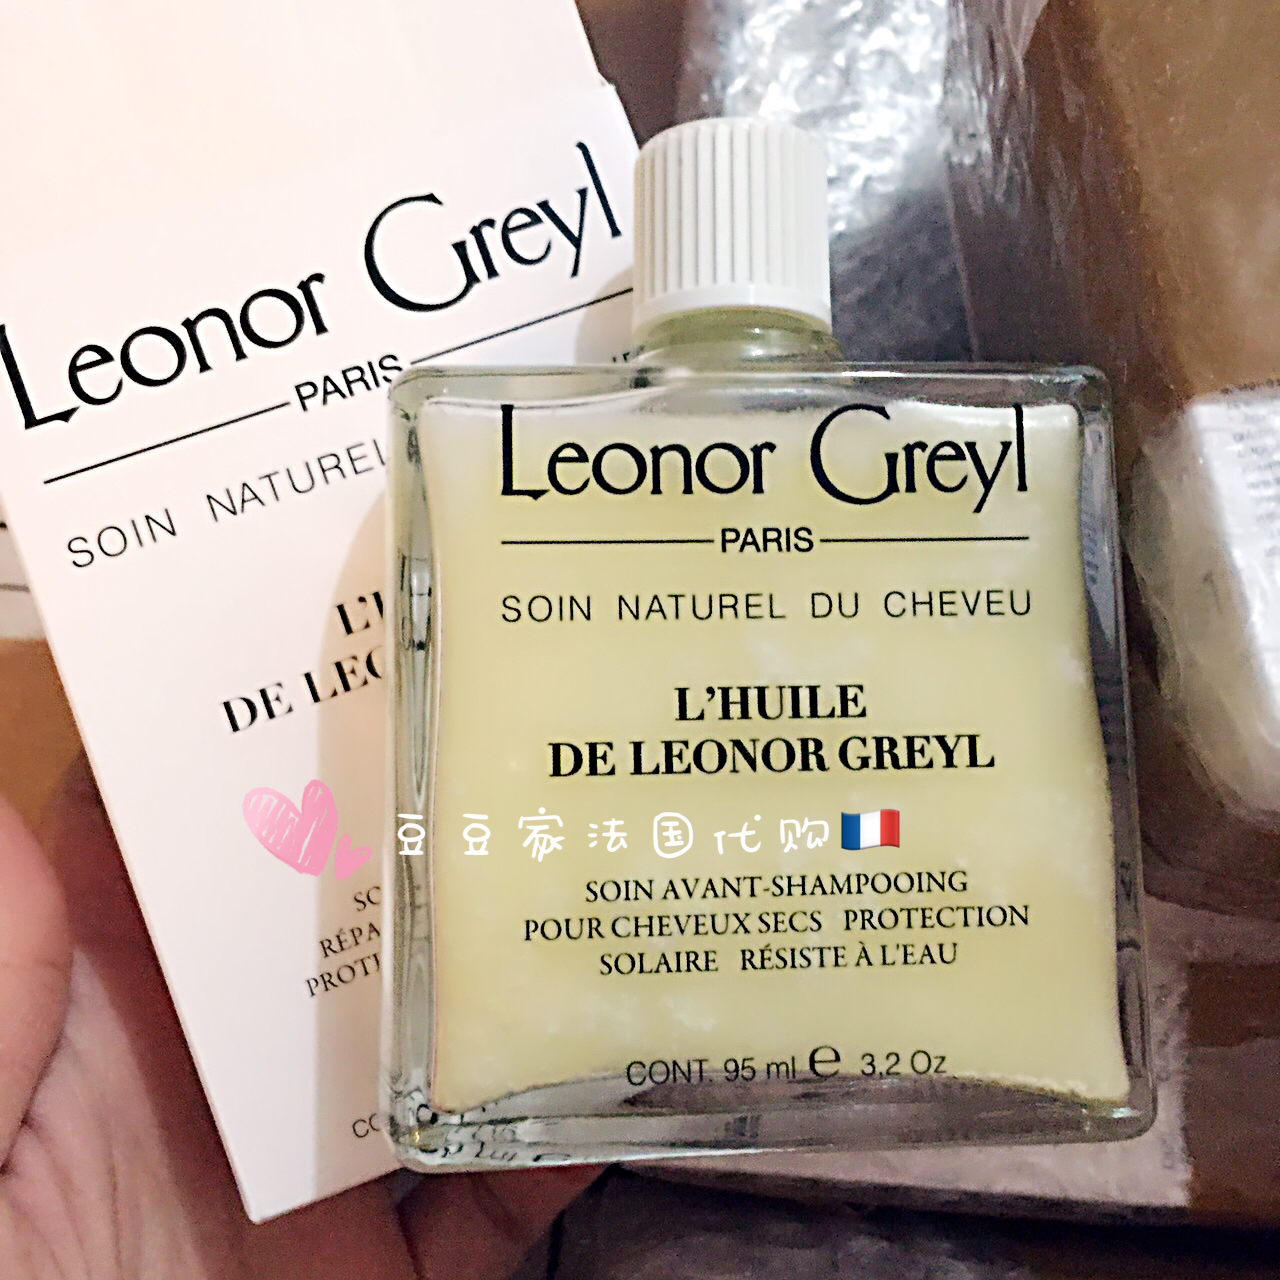 Leonor Greyl
PARIS
SOIN NATUREL
DE
Leonor Greyl
PARIS
SOIN NATUREL DU CHEVEU
L'HUILE
DE LEONOR GREYL
豆豆家法国代购🇫🇷
SOIN AVANT-SHAMPOOING
POUR CHEVEUX SECS PROTECTION
SOLAIRE RÉSISTE À L'EAU
CONT. 95 ml ℮ 3,2 Oz